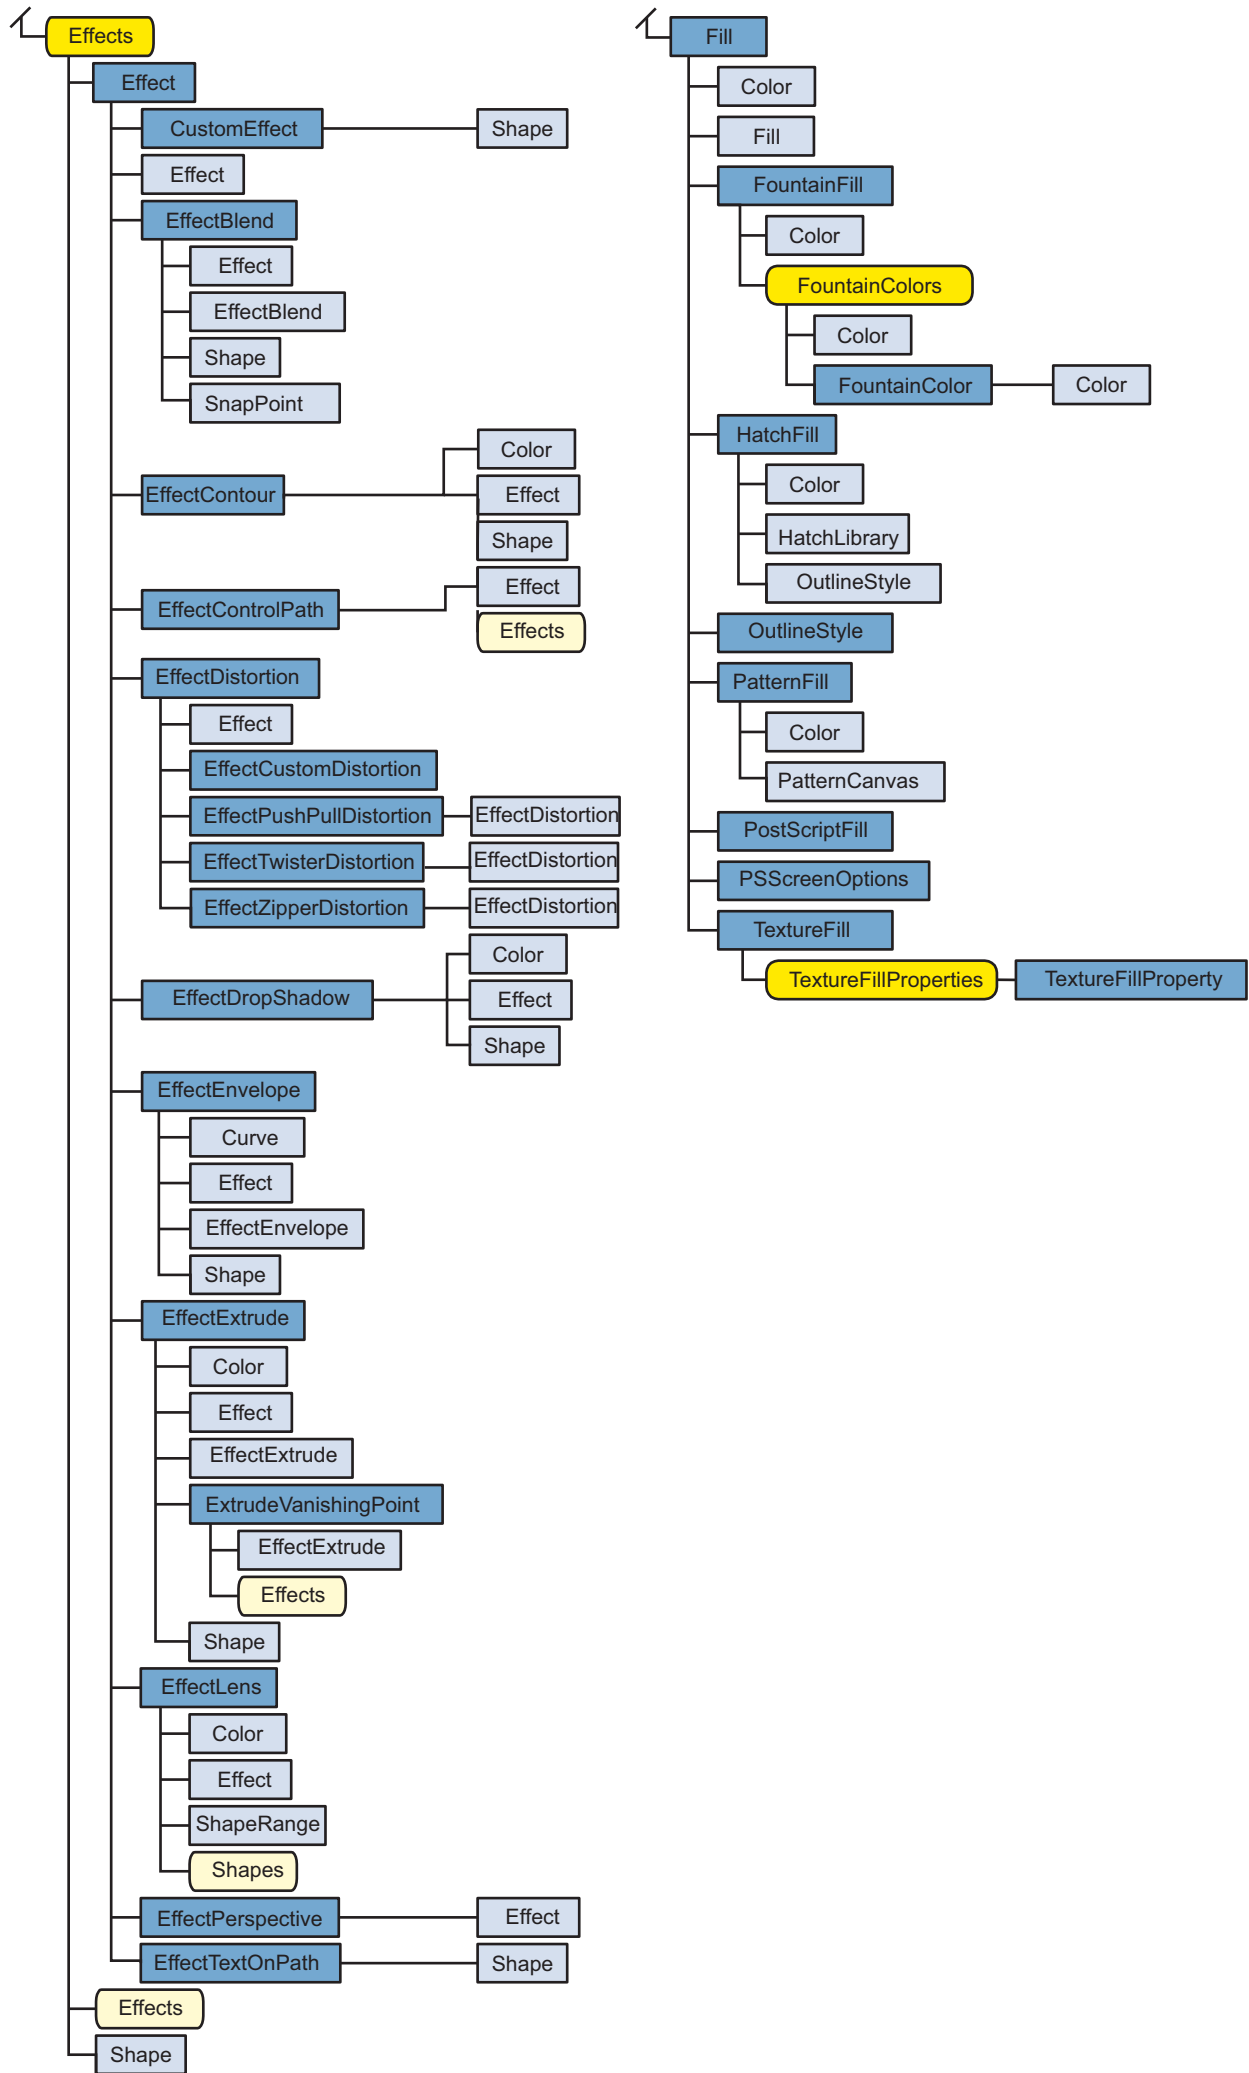 Effects
Effect
CustomEffect
Shape
Effect
EffectBlend
Effect
EffectBlend
Shape
SnapPoint
EffectContour
Color
Effect
Shape
EffectControlPath
Effect
Effects
EffectDistortion
Effect
EffectCustomDistortion
EffectPushPullDistortion
EffectDistortion
EffectTwisterDistortion
EffectDistortion
EffectZipperDistortion
EffectDistortion
EffectDropShadow
Color
Effect
Shape
EffectEnvelope
Curve
Effect
EffectEnvelope
Shape
EffectExtrude
Color
Effect
EffectExtrude
ExtrudeVanishingPoint
EffectExtrude
Effects
Shape
EffectLens
Color
Effect
ShapeRange
Shapes
EffectPerspective
Effect
EffectTextOnPath
Shape
Effects
Shape
Fill
Color
Fill
FountainFill
Color
FountainColors
Color
FountainColor
Color
HatchFill
Color
HatchLibrary
OutlineStyle
OutlineStyle
PatternFill
Color
PatternCanvas
PostScriptFill
PSScreenOptions
TextureFill
TextureFillProperties
TextureFillProperty